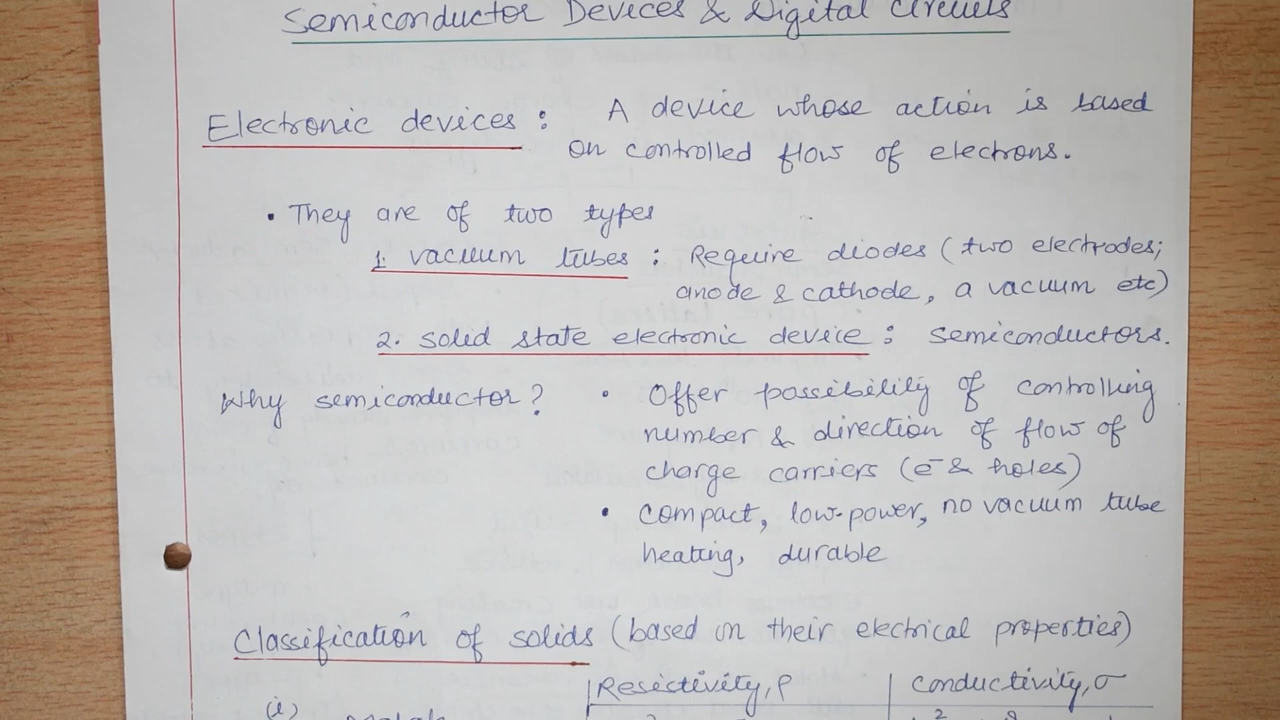 Semiconductor Devices & Digital Circuits
Electronic devices : A device whose action is based
on controlled flow of electrons.
• They are of two types
1. vacuum tubes : Require diodes (two electrodes;
anode & cathode, a vacuum etc)
2. solid state electronic device : semiconductors.
Why semiconductor? • Offer possibility of controlling
number & direction of flow of
charge carriers (e⁻ & holes)
• compact, low-power, no vacuum tube
heating, durable
Classification of solids (based on their electrical properties)
Resistivity, ρ conductivity, σ
(i) metals